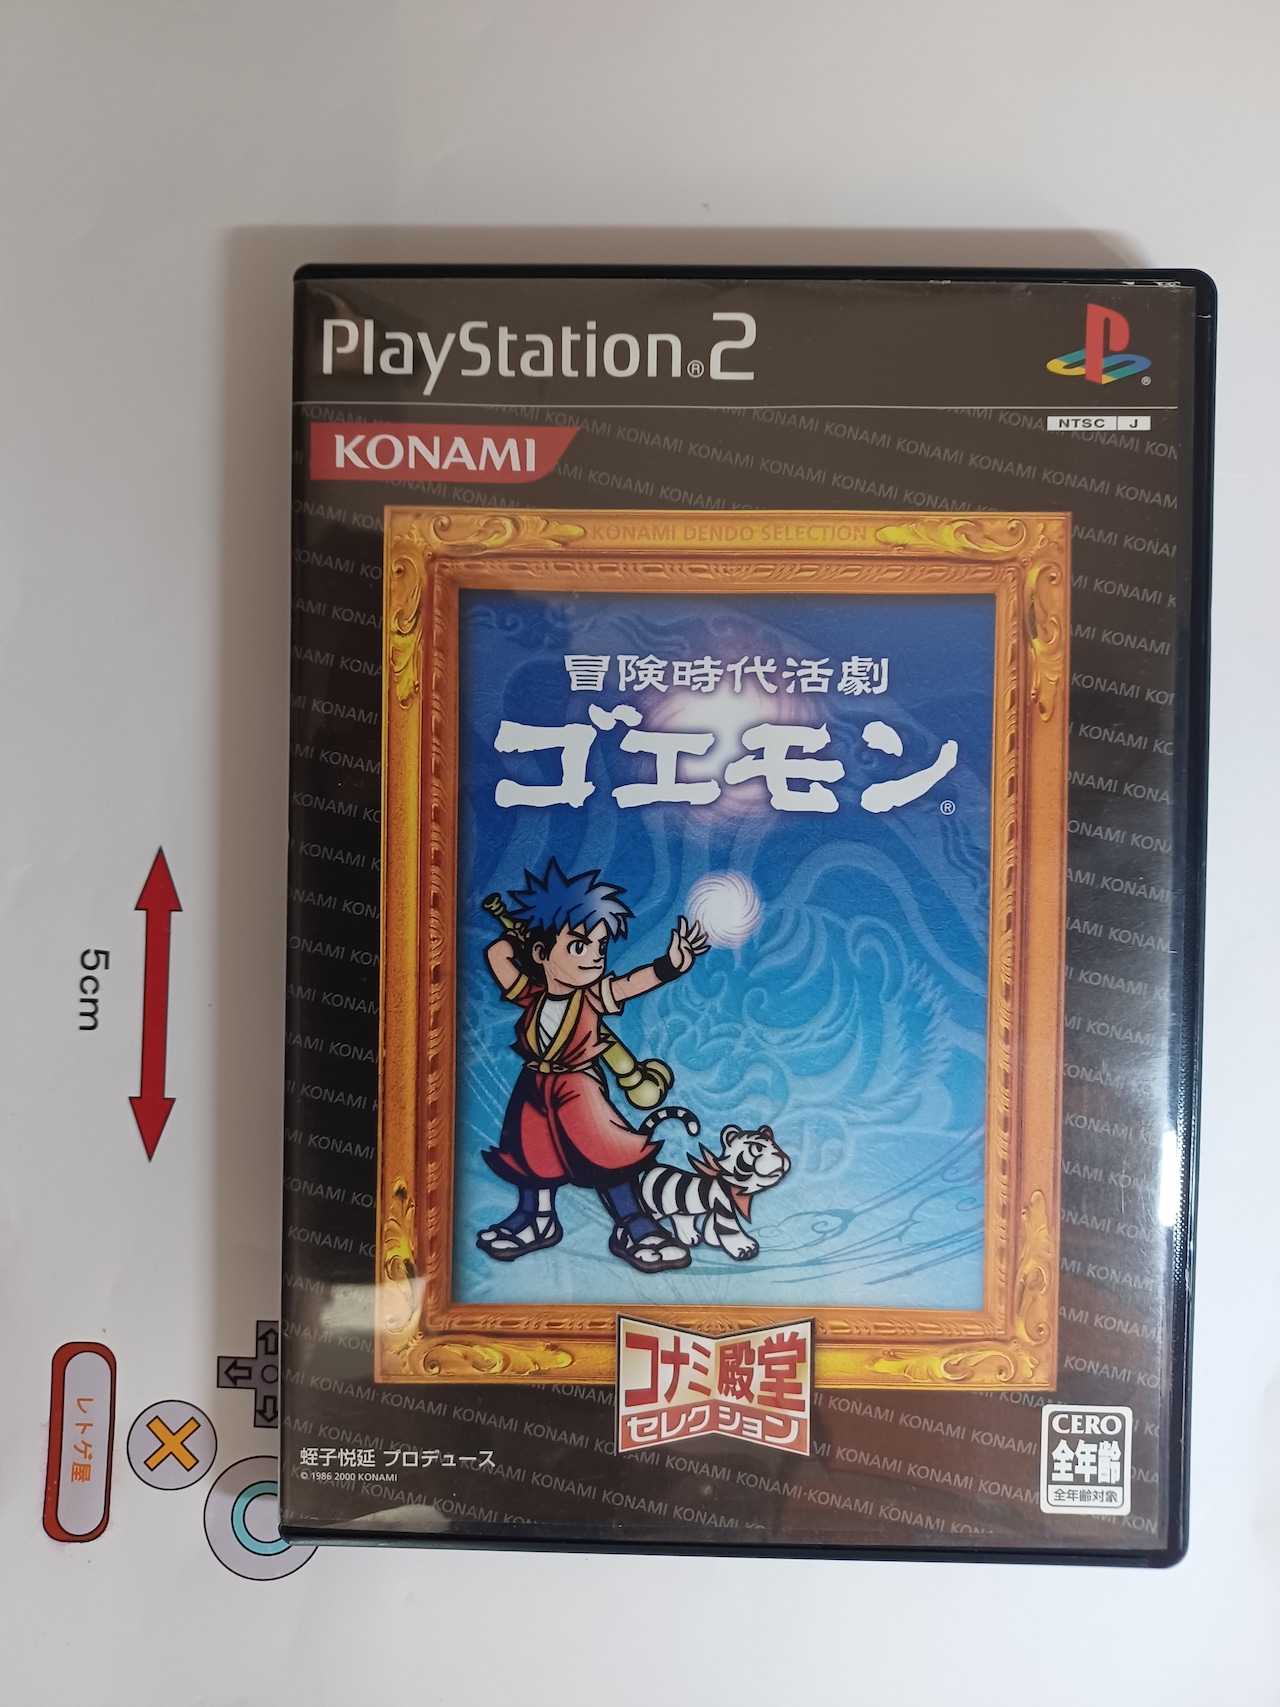 PlayStation®2
NTSC J
KONAMI
KONAMI DENDO SELECTION
冒険時代活劇
ゴエモン®
コナミ殿堂
セレクション
蛭子悦延 プロデュース
© 1986 2000 KONAMI
CERO
全年齢
全年齢対象
5cm
レトゲ屋